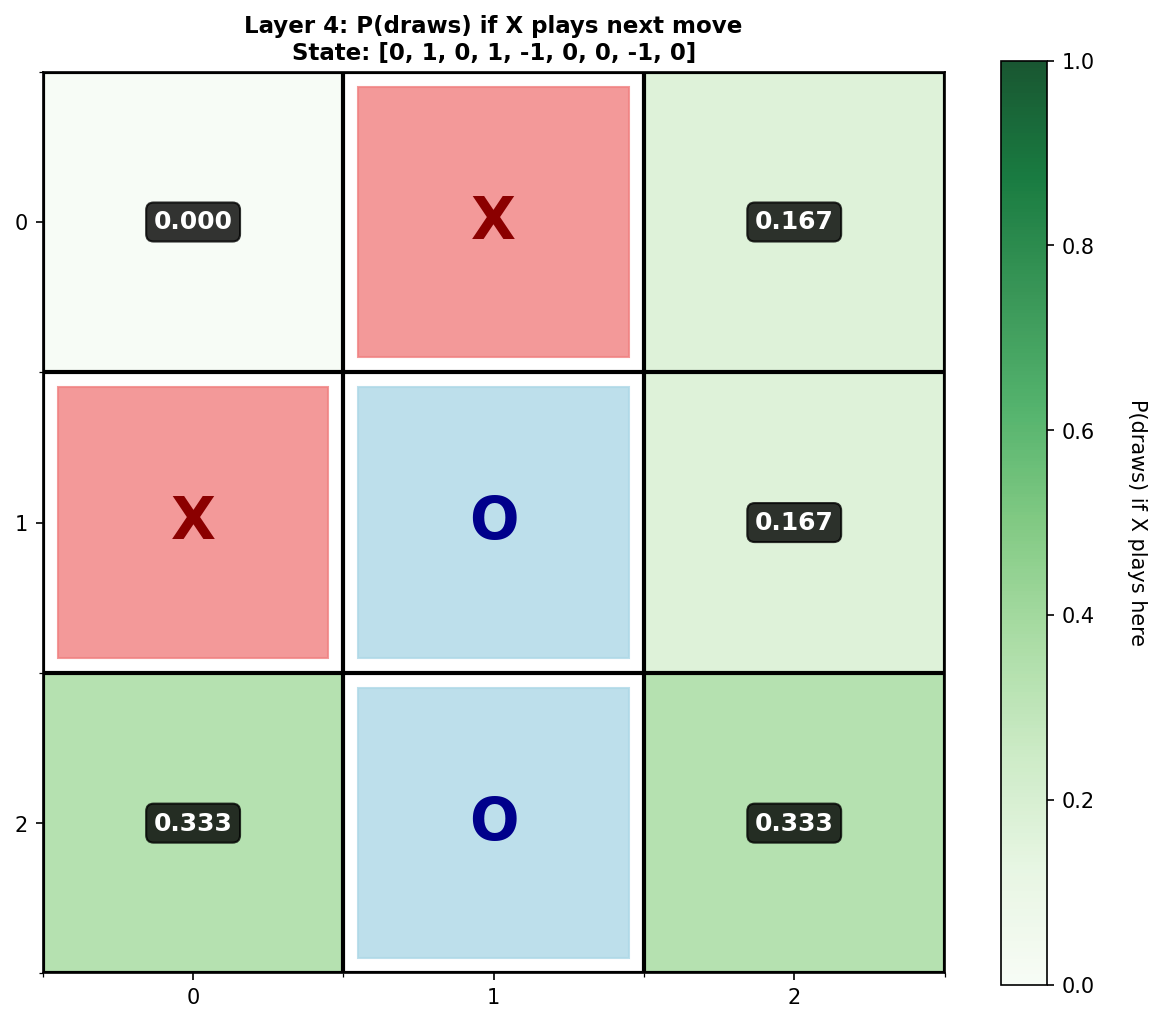 Layer 4: P(draws) if X plays next move
State: [0, 1, 0, 1, -1, 0, 0, -1, 0]
0
0.000
X
0.167
1
X
O
0.167
2
0.333
O
0.333
0
1
2
1.0
0.8
0.6
0.4
0.2
0.0
P(draws) if X plays here